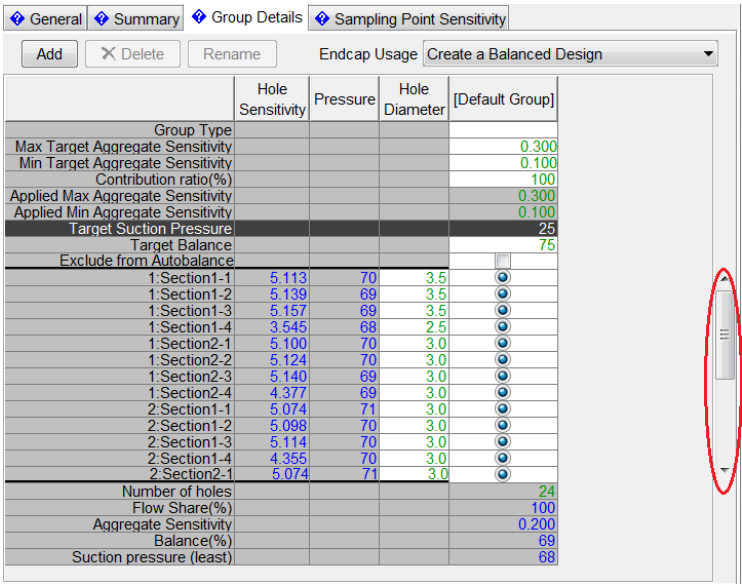 General Summary Group Details Sampling Point Sensitivity
Add Delete Rename Endcap Usage Create a Balanced Design
Hole Sensitivity Pressure Hole Diameter [Default Group]
Group Type
Max Target Aggregate Sensitivity 0.300
Min Target Aggregate Sensitivity 0.100
Contribution ratio(%) 100
Applied Max Aggregate Sensitivity 0.300
Applied Min Aggregate Sensitivity 0.100
Target Suction Pressure 25
Target Balance 75
Exclude from Autobalance
1:Section1-1 5.113 70 3.5
1:Section1-2 5.139 69 3.5
1:Section1-3 5.157 69 3.5
1:Section1-4 3.545 68 2.5
1:Section2-1 5.100 70 3.0
1:Section2-2 5.124 70 3.0
1:Section2-3 5.140 69 3.0
1:Section2-4 4.377 69 3.0
2:Section1-1 5.074 71 3.0
2:Section1-2 5.098 70 3.0
2:Section1-3 5.114 70 3.0
2:Section1-4 4.355 70 3.0
2:Section2-1 5.074 71 3.0
Number of holes 24
Flow Share(%) 100
Aggregate Sensitivity 0.200
Balance(%) 69
Suction pressure (least) 68